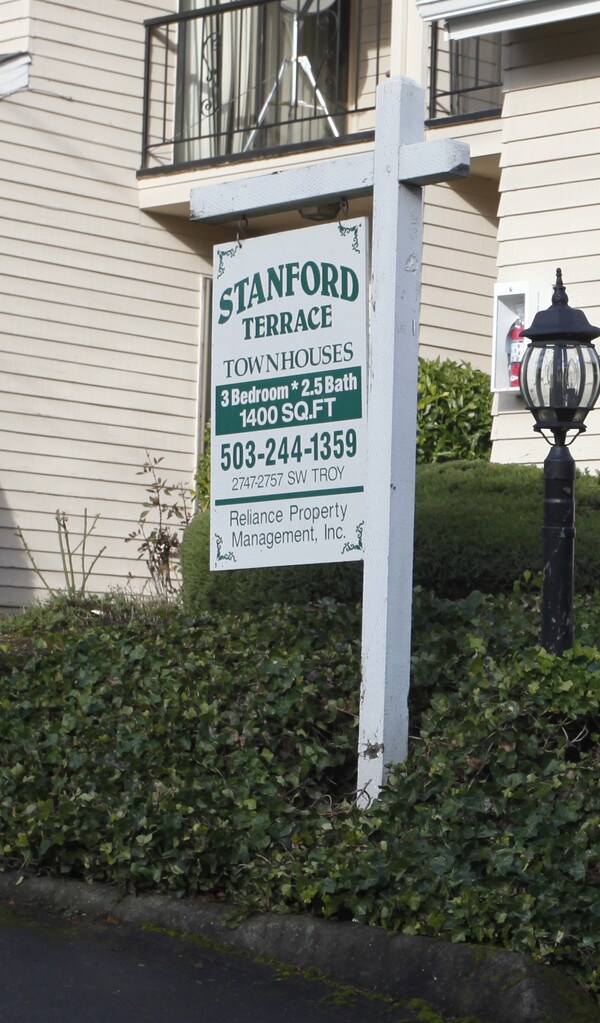 STANFORD
TERRACE
TOWNHOUSES
3 Bedroom * 2.5 Bath
1400 SQ.FT
503-244-1359
2747-2757 SW TROY
Reliance Property
Management, Inc.